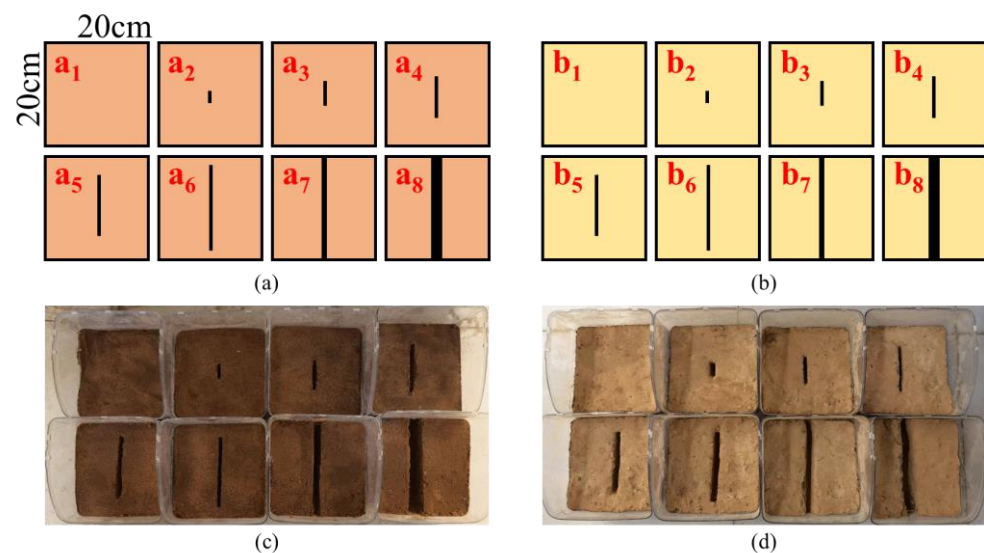 20cm
20cm
a₁ a₂ a₃ a₄
a₅ a₆ a₇ a₈
(a)
b₁ b₂ b₃ b₄
b₅ b₆ b₇ b₈
(b)
(c)
(d)